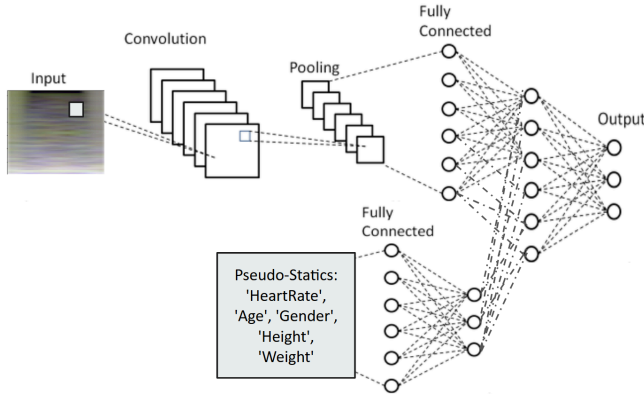 Fully
Connected
Convolution
Pooling
Input
Output
Fully
Connected
Pseudo-Statics:
'HeartRate',
'Age', 'Gender',
'Height',
'Weight'